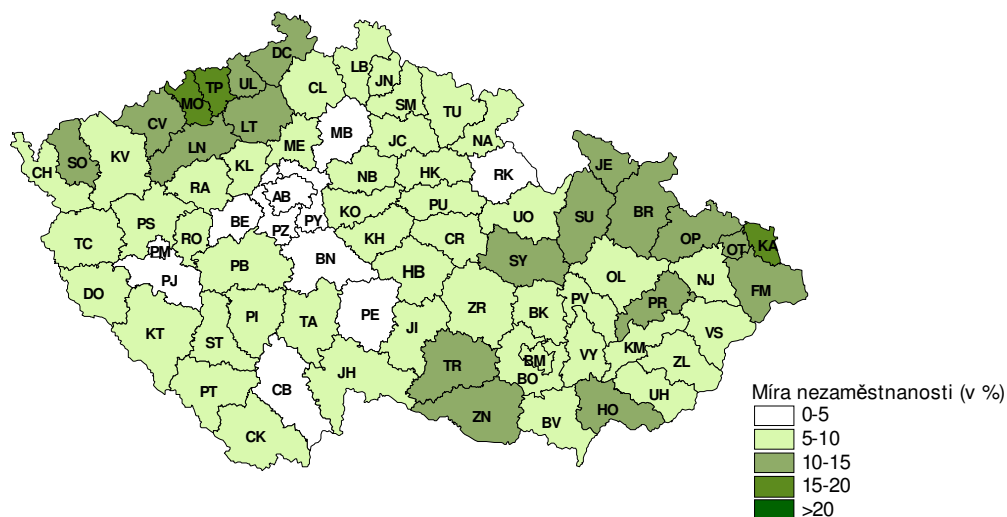 DC
LB
JN
TP
UL
CL
MO
SM
TU
CV
LT
MB
JC
NA
LN
ME
SO
KV
KL
NB
HK
RK
JE
CH
RA
AB
PU
BE
PY
KO
UO
SU
BR
PS
RO
PZ
KH
CR
OP
TC
PM
SY
OT
KA
PB
BN
HB
OL
NJ
PJ
FM
DO
PE
ZR
PV
PR
PI
TA
JI
BK
KT
ST
VS
KM
VY
BM
TR
ZL
JH
BO
PT
CB
UH
ZN
HO
BV
CK
Míra nezaměstnanosti (v %)
0-5
5-10
10-15
15-20
>20